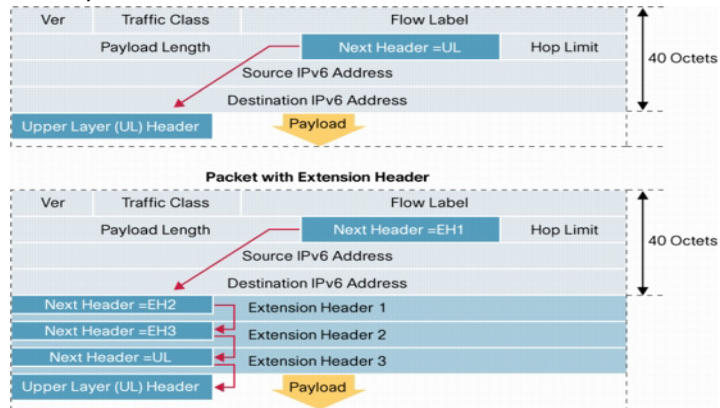 Ver Traffic Class Flow Label
Payload Length Next Header =UL Hop Limit
40 Octets
Source IPv6 Address
Destination IPv6 Address
Upper Layer (UL) Header Payload
Packet with Extension Header
Ver Traffic Class Flow Label
Payload Length Next Header =EH1 Hop Limit
40 Octets
Source IPv6 Address
Destination IPv6 Address
Next Header =EH2 Extension Header 1
Next Header =EH3 Extension Header 2
Next Header =UL Extension Header 3
Upper Layer (UL) Header Payload